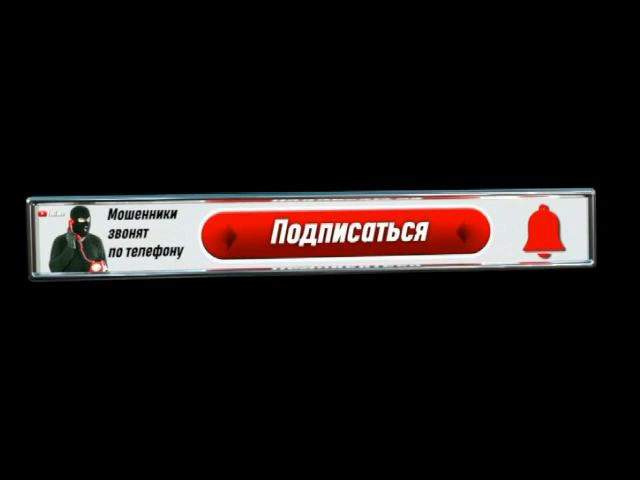 Мошенники
звонят
по телефону
Подписаться